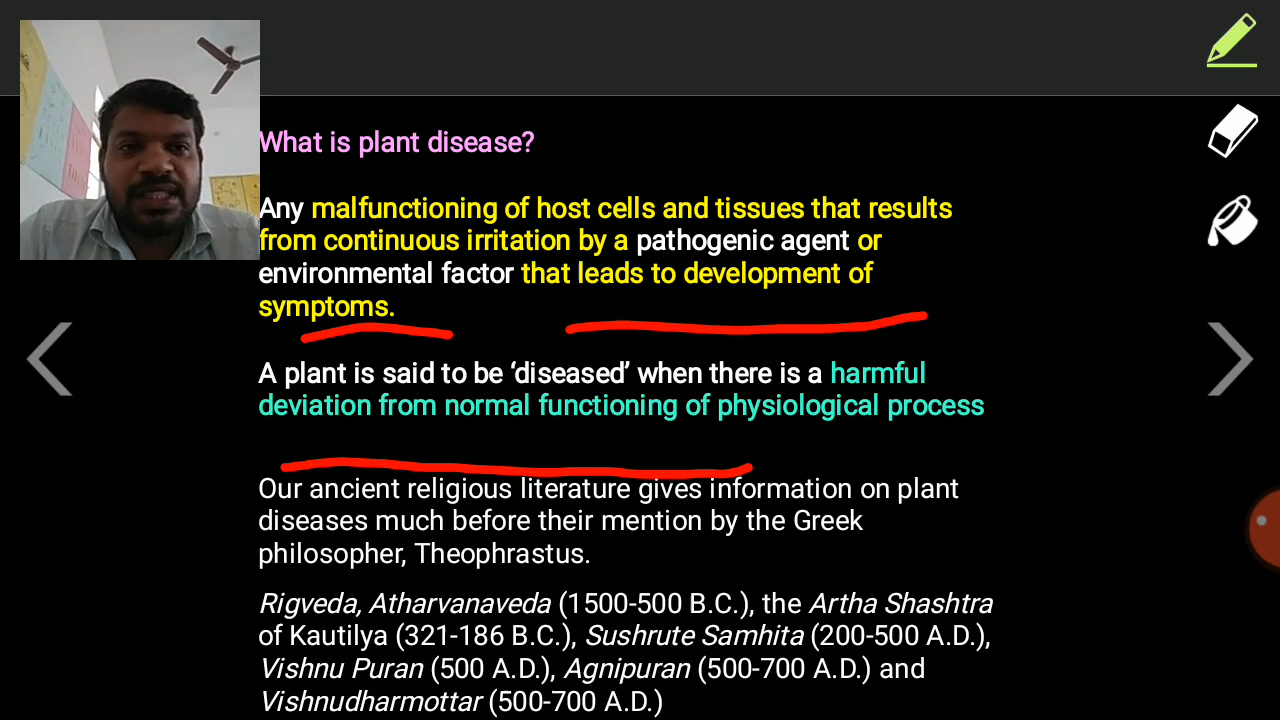 What is plant disease?
Any malfunctioning of host cells and tissues that results
from continuous irritation by a pathogenic agent or
environmental factor that leads to development of
symptoms.
A plant is said to be ‘diseased’ when there is a harmful
deviation from normal functioning of physiological process
Our ancient religious literature gives information on plant
diseases much before their mention by the Greek
philosopher, Theophrastus.
Rigveda, Atharvanaveda (1500-500 B.C.), the Artha Shashtra
of Kautilya (321-186 B.C.), Sushrute Samhita (200-500 A.D.),
Vishnu Puran (500 A.D.), Agnipuran (500-700 A.D.) and
Vishnudharmottar (500-700 A.D.)